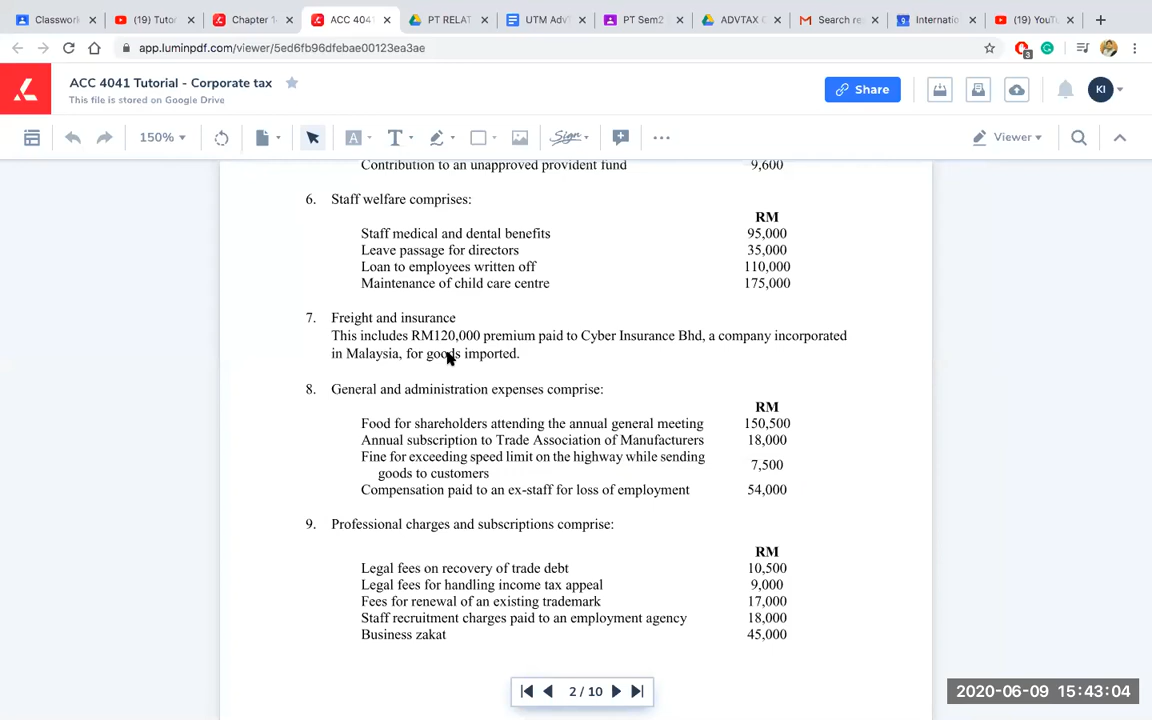 (19) Tutor
Classwork
Chapter 1
ACC 4041
PT RELAT
UTM Adv
PT Sem2
ADVTAX
Search re
Internatio
(19) YouTu
app.luminpdf.com/viewer/5ed6fb96dfebae00123ea3ae
3
ACC 4041 Tutorial - Corporate tax
This file is stored on Google Drive
Share
KI
150%
A
T
Sign
Viewer
Contribution to an unapproved provident fund 9,600
6. Staff welfare comprises:
RM
Staff medical and dental benefits 95,000
Leave passage for directors 35,000
Loan to employees written off 110,000
Maintenance of child care centre 175,000
7. Freight and insurance
This includes RM120,000 premium paid to Cyber Insurance Bhd, a company incorporated
in Malaysia, for goods imported.
8. General and administration expenses comprise:
RM
Food for shareholders attending the annual general meeting 150,500
Annual subscription to Trade Association of Manufacturers 18,000
Fine for exceeding speed limit on the highway while sending
goods to customers 7,500
Compensation paid to an ex-staff for loss of employment 54,000
9. Professional charges and subscriptions comprise:
RM
Legal fees on recovery of trade debt 10,500
Legal fees for handling income tax appeal 9,000
Fees for renewal of an existing trademark 17,000
Staff recruitment charges paid to an employment agency 18,000
Business zakat 45,000
2 / 10
2020-06-09 15:43:04